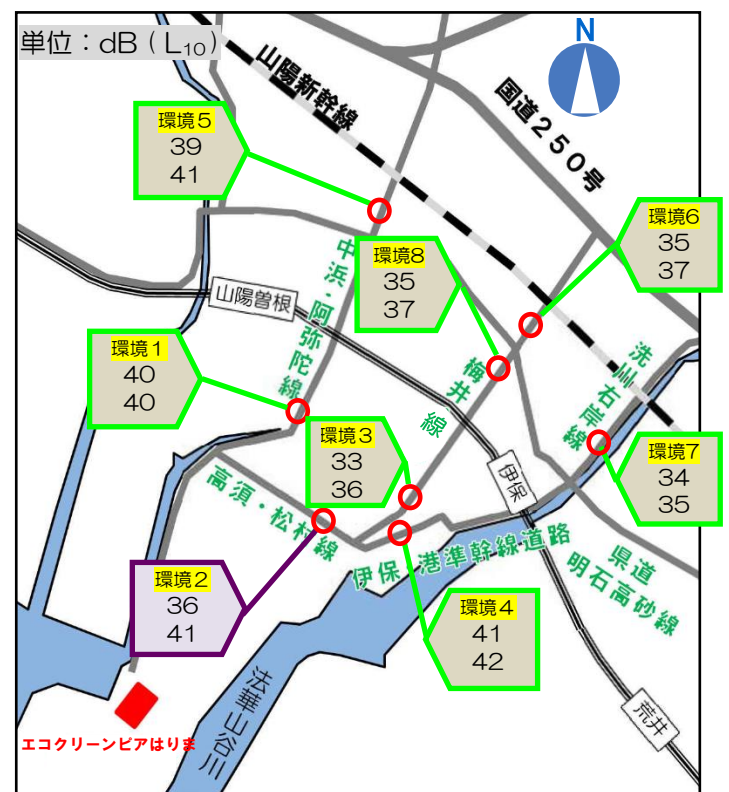 単位：dB（L₁₀）
N
山陽新幹線
国道２５０号
環境５
39
41
環境６
35
37
環境８
35
37
中浜・阿弥陀線
山陽曽根
梅井線
洗川右岸線
環境１
40
40
環境３
33
36
環境７
34
35
高須・松村線
伊保
伊保・港準幹線道路
県道
明石高砂線
環境２
36
41
環境４
41
42
法華山谷川
荒井
エコクリーンピアはりま